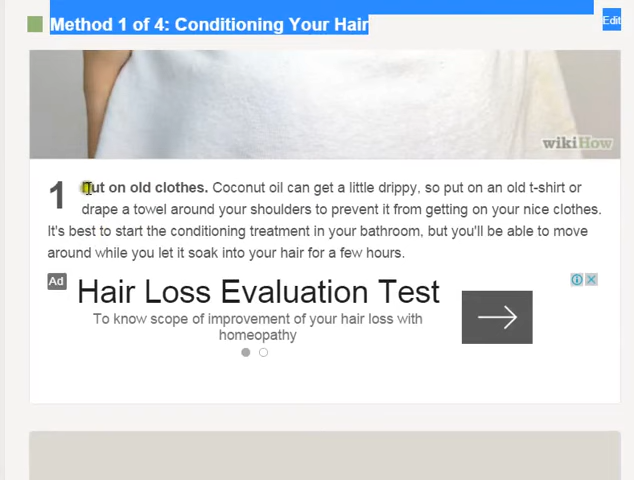 Method 1 of 4: Conditioning Your Hair
Edit
wikiHow
1
Put on old clothes. Coconut oil can get a little drippy, so put on an old t-shirt or
drape a towel around your shoulders to prevent it from getting on your nice clothes.
It's best to start the conditioning treatment in your bathroom, but you'll be able to move
around while you let it soak into your hair for a few hours.
Ad
Hair Loss Evaluation Test
To know scope of improvement of your hair loss with
homeopathy